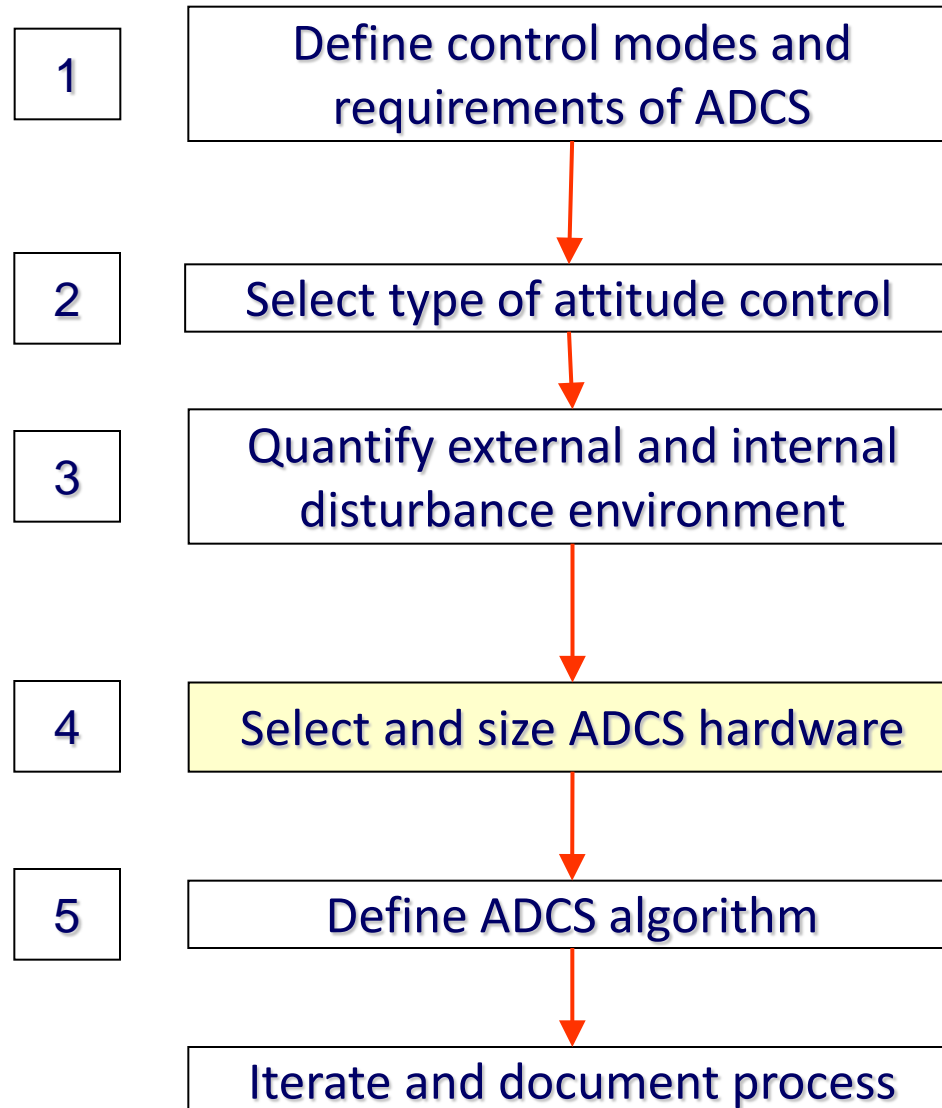 1
Define control modes and
requirements of ADCS
2
Select type of attitude control
3
Quantify external and internal
disturbance environment
4
Select and size ADCS hardware
5
Define ADCS algorithm
Iterate and document process